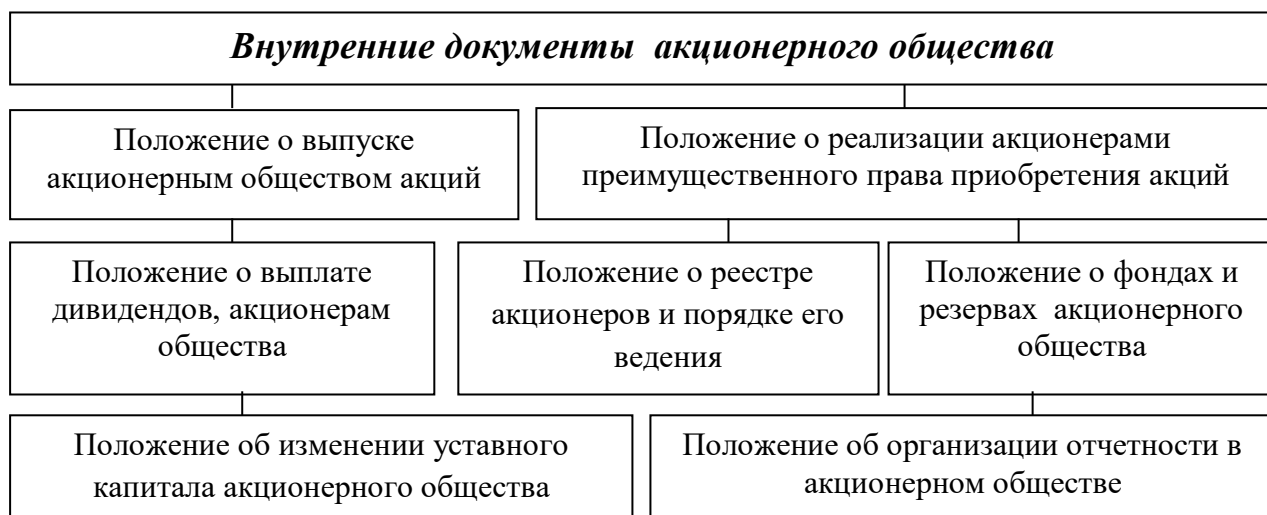 Внутренние документы акционерного общества
Положение о выпуске
акционерным обществом акций
Положение о реализации акционерами
преимущественного права приобретения акций
Положение о выплате
дивидендов, акционерам
общества
Положение о реестре
акционеров и порядке его
ведения
Положение о фондах и
резервах акционерного
общества
Положение об изменении уставного
капитала акционерного общества
Положение об организации отчетности в
акционерном обществе